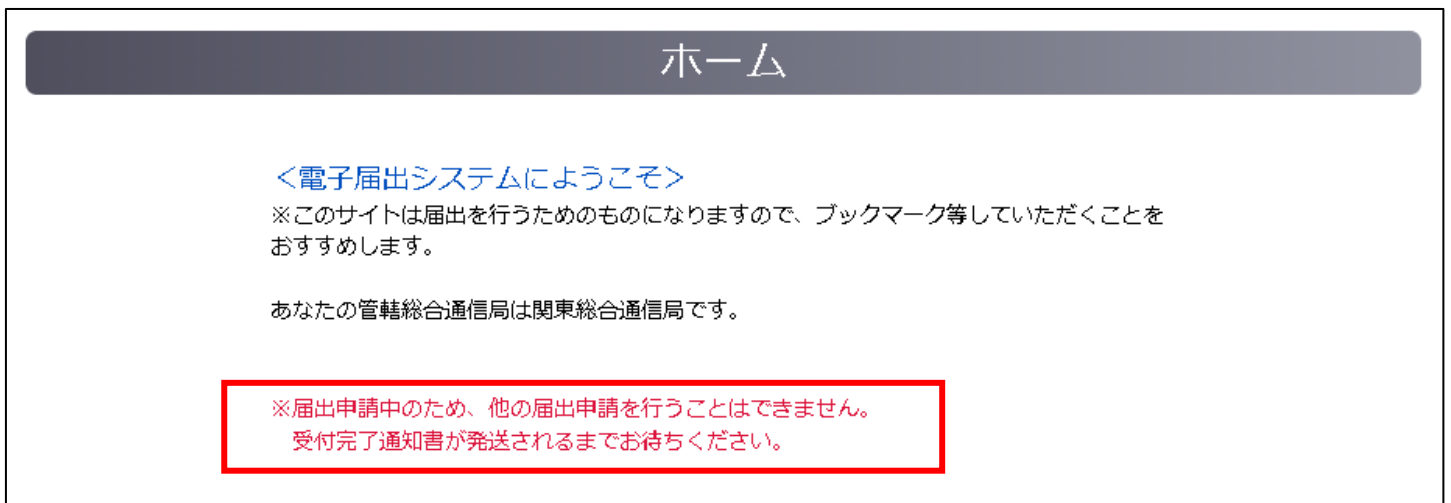 ホーム
＜電子届出システムにようこそ＞
※このサイトは届出を行うためのものになりますので、ブックマーク等していただくことを
おすすめします。
あなたの管轄総合通信局は関東総合通信局です。
※届出申請中のため、他の届出申請を行うことはできません。
受付完了通知書が発送されるまでお待ちください。